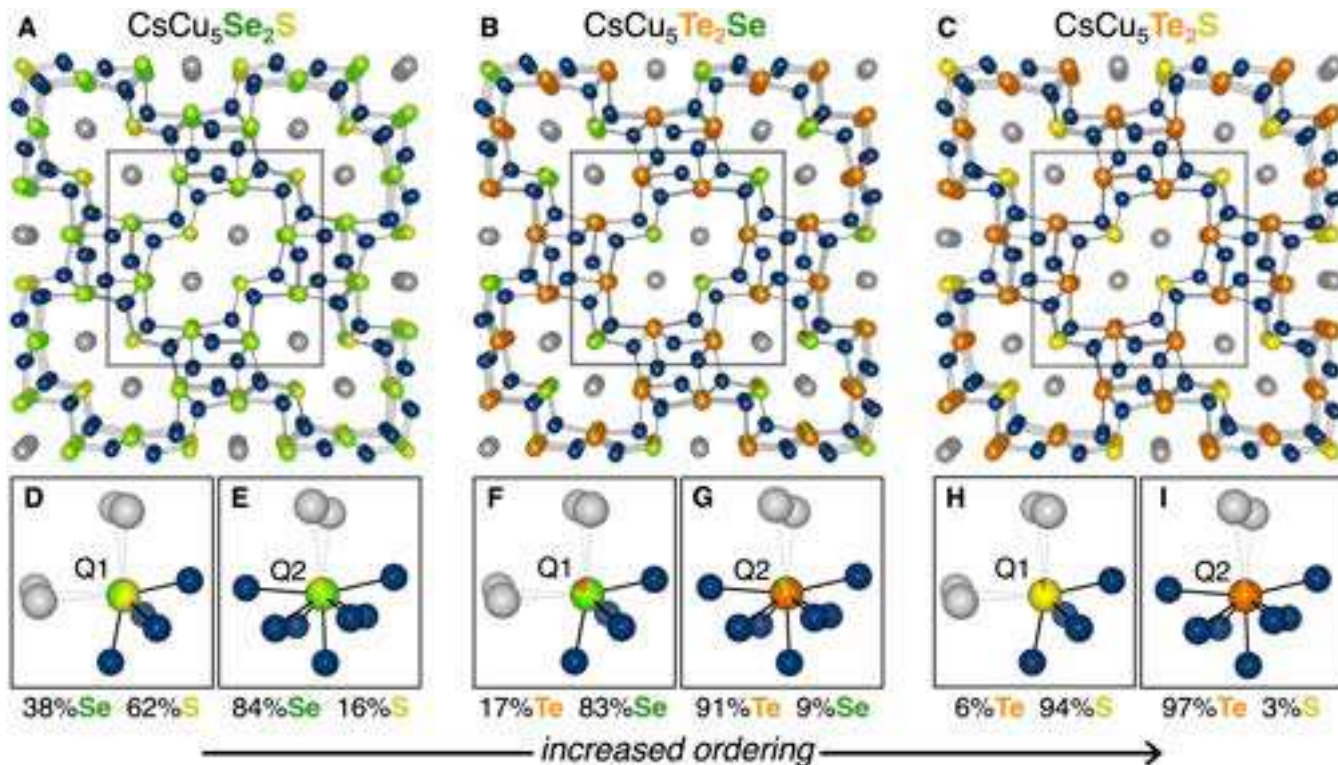 A CsCu₅Se₂S
B CsCu₅Te₂Se
C CsCu₅Te₂S
D Q1
E Q2
F Q1
G Q2
H Q1
I Q2
38%Se 62%S
84%Se 16%S
17%Te 83%Se
91%Te 9%Se
6%Te 94%S
97%Te 3%S
increased ordering